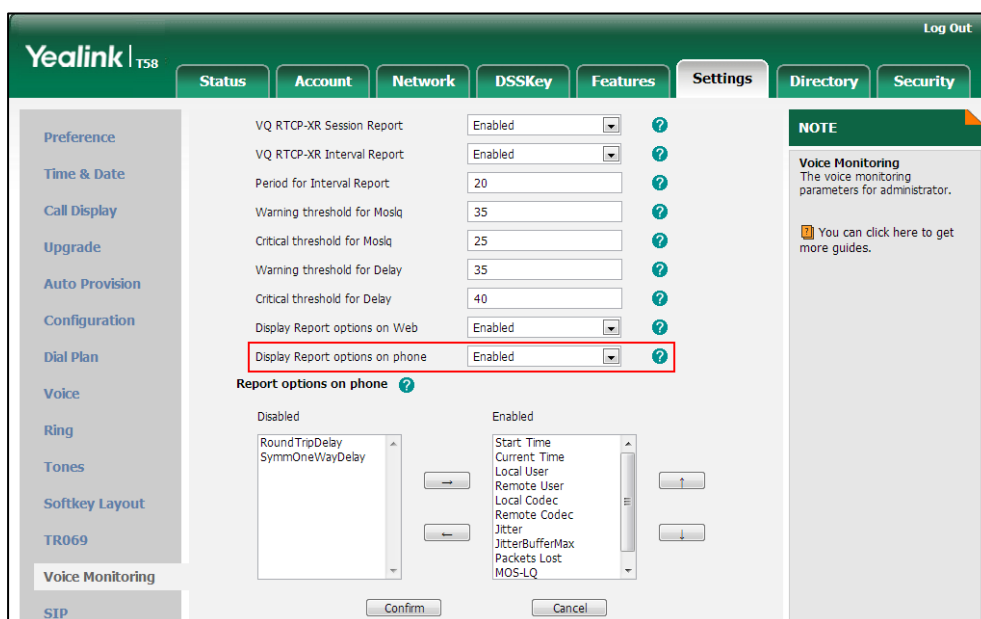 Log Out
Yealink | T58
Status Account Network DSSKey Features Settings Directory Security
Preference
Time & Date
Call Display
Upgrade
Auto Provision
Configuration
Dial Plan
Voice
Ring
Tones
Softkey Layout
TR069
Voice Monitoring
SIP
VQ RTCP-XR Session Report Enabled ?
VQ RTCP-XR Interval Report Enabled ?
Period for Interval Report 20 ?
Warning threshold for Moslq 35 ?
Critical threshold for Moslq 25 ?
Warning threshold for Delay 35 ?
Critical threshold for Delay 40 ?
Display Report options on Web Enabled ?
Display Report options on phone Enabled ?
Report options on phone ?
Disabled
RoundTripDelay
SymmOneWayDelay
→
←
Enabled
Start Time
Current Time
Local User
Remote User
Local Codec
Remote Codec
Jitter
JitterBufferMax
Packets Lost
MOS-LQ
↑
↓
Confirm Cancel
NOTE
Voice Monitoring
The voice monitoring
parameters for administrator.
? You can click here to get
more guides.